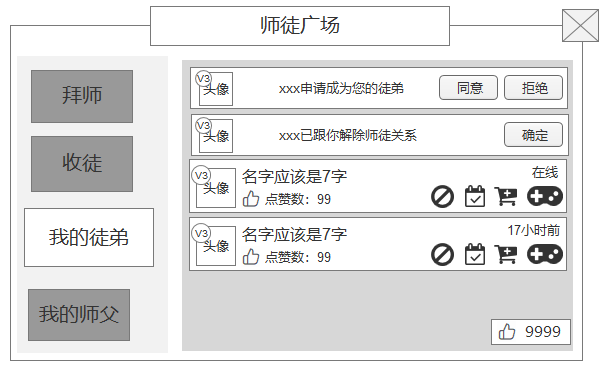 师徒广场
拜师
收徒
我的徒弟
我的师父
V3
头像
xxx申请成为您的徒弟
同意
拒绝
V3
头像
xxx已跟你解除师徒关系
确定
V3
头像
名字应该是7字
点赞数：99
在线
V3
头像
名字应该是7字
点赞数：99
17小时前
9999